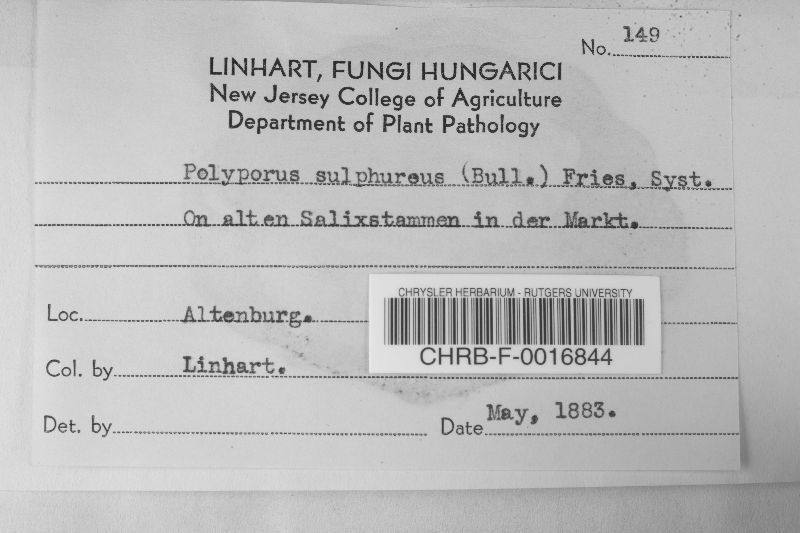 No. 149
LINHART, FUNGI HUNGARICI
New Jersey College of Agriculture
Department of Plant Pathology
Polyporus sulphureus (Bull.) Fries, Syst.
On alten Salixstammen in der Markt.
Loc. Altenburg.
CHRYSLER HERBARIUM - RUTGERS UNIVERSITY
CHRB-F-0016844
Col. by Linhart.
Det. by
Date May, 1883.